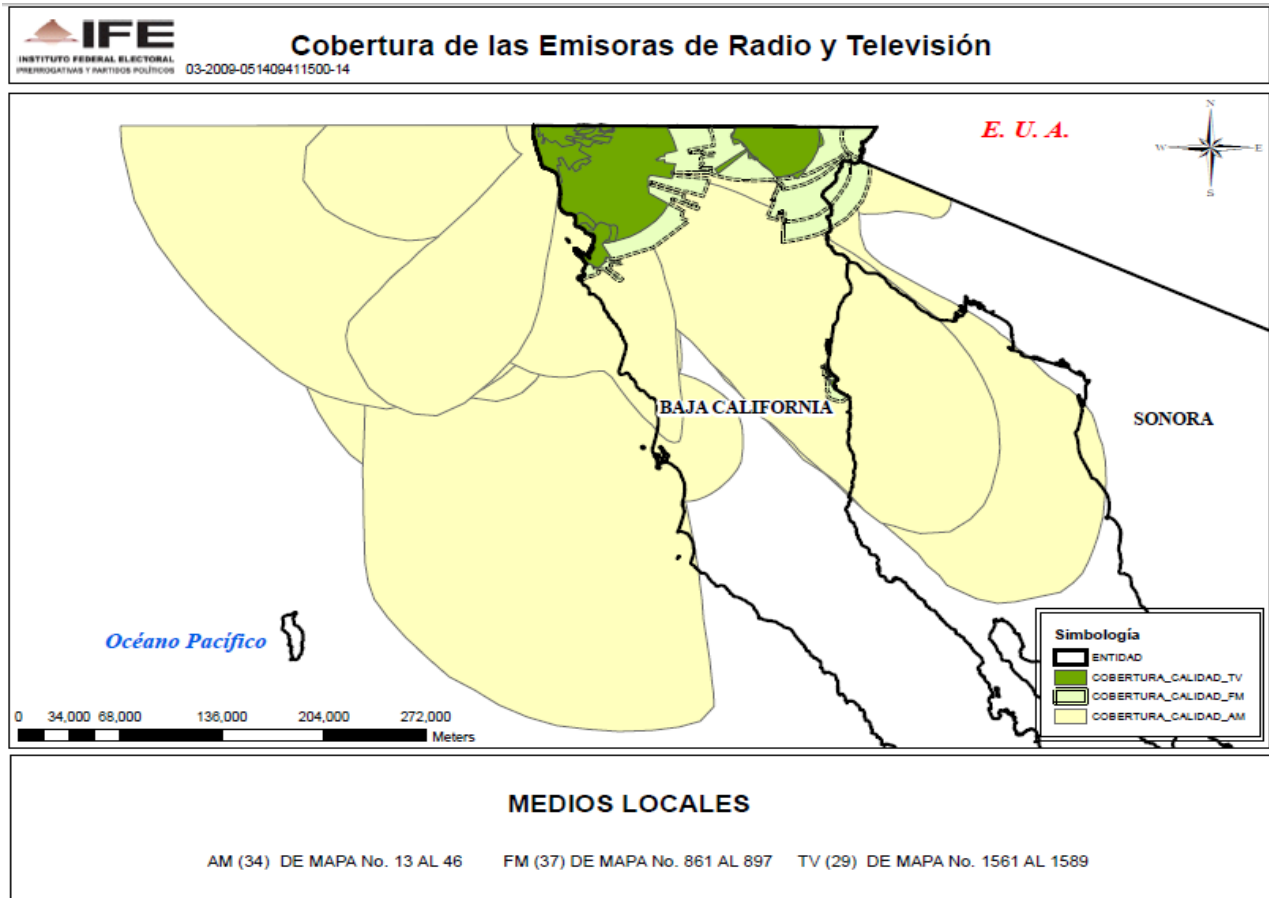 IFE
INSTITUTO FEDERAL ELECTORAL
PRERROGATIVAS Y PARTIDOS POLÍTICOS
03-2009-051409411500-14
Cobertura de las Emisoras de Radio y Televisión
N
W
E
S
E. U. A.
BAJA CALIFORNIA
SONORA
Océano Pacífico
Simbología
ENTIDAD
COBERTURA_CALIDAD_TV
COBERTURA_CALIDAD_FM
COBERTURA_CALIDAD_AM
0 34,000 68,000 136,000 204,000 272,000
Meters
MEDIOS LOCALES
AM (34) DE MAPA No. 13 AL 46 FM (37) DE MAPA No. 861 AL 897 TV (29) DE MAPA No. 1561 AL 1589